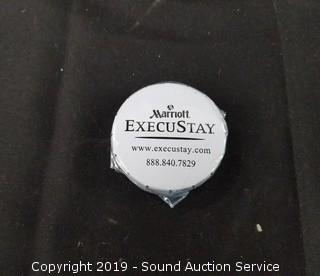 Marriott
EXECUSTAY
www.execustay.com
888.840.7829
Copyright 2019 - Sound Auction Service